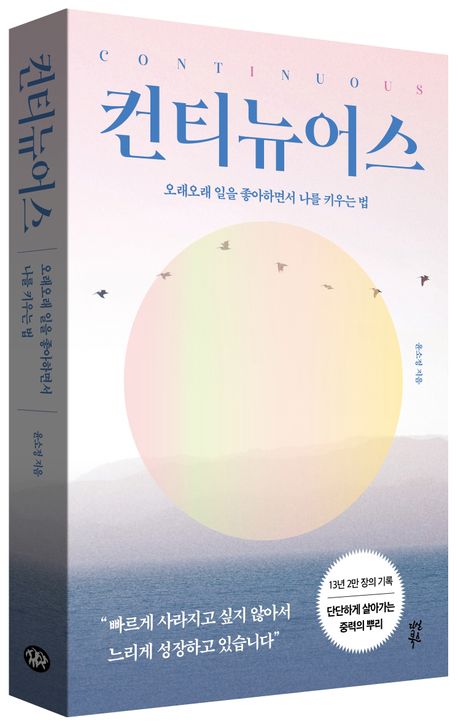 컨티뉴어스
오래오래 일을 좋아하면서
나를 키우는 법
윤소정 지음
CONTINUOUS
컨티뉴어스
오래오래 일을 좋아하면서 나를 키우는 법
윤소정 지음
13년 2만 장의 기록
단단하게 살아가는
중력의 뿌리
“빠르게 사라지고 싶지 않아서
느리게 성장하고 있습니다”
다산
북스